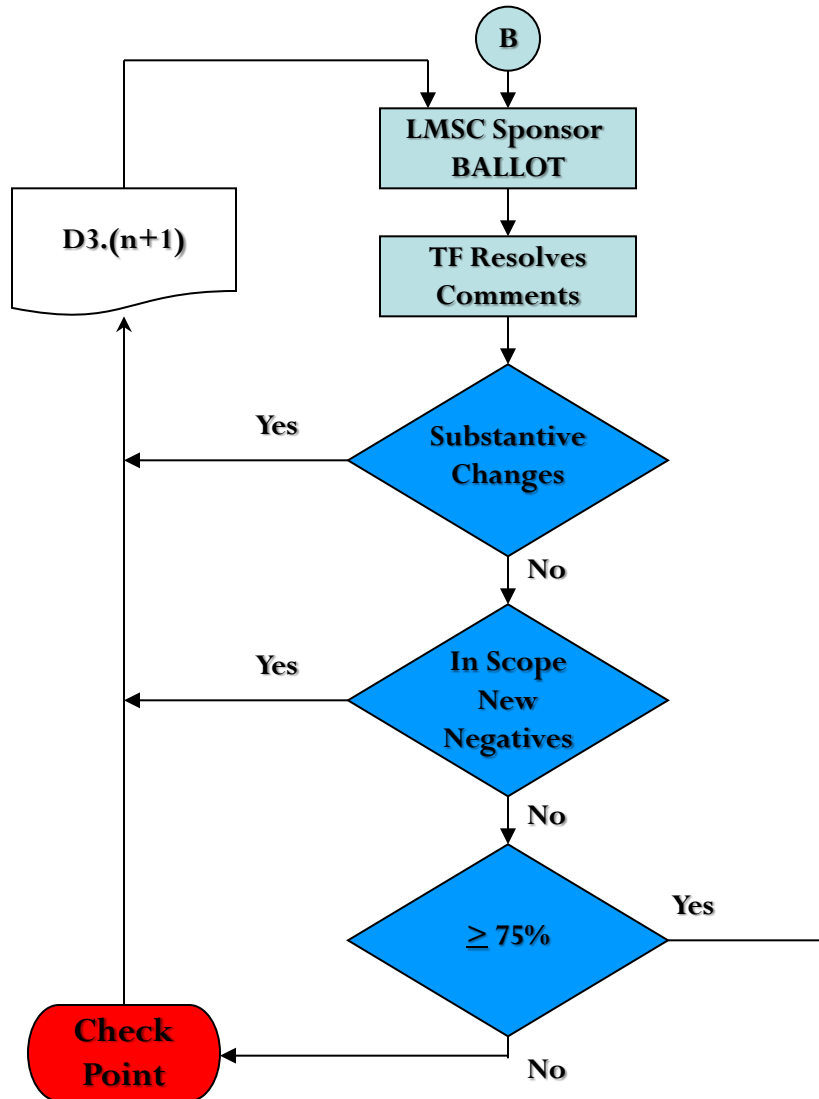 B
LMSC Sponsor
BALLOT
D3.(n+1)
TF Resolves
Comments
Yes
Substantive
Changes
No
Yes
In Scope
New
Negatives
No
≥ 75%
Yes
Check
Point
No